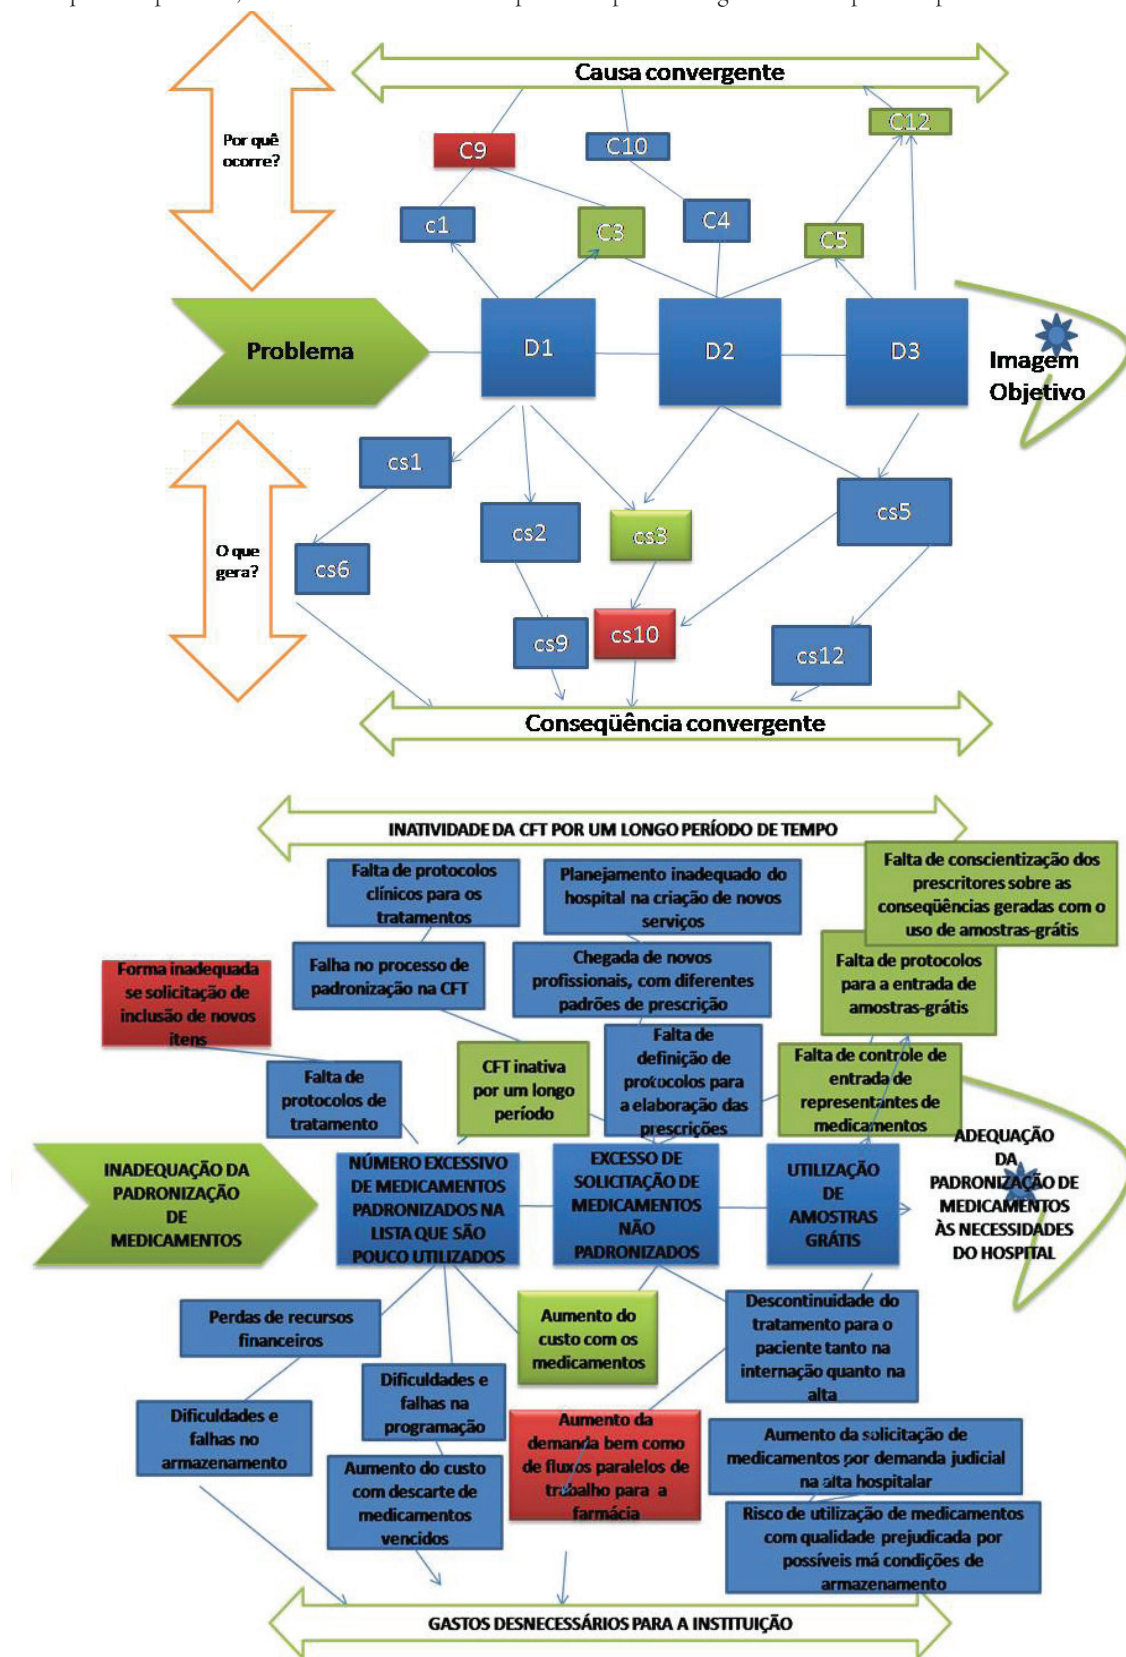 Causa convergente
Por quê
ocorre?
C9
C10
C12
c1
C3
C4
C5
Problema
D1
D2
D3
Imagem
Objetivo
cs1
cs2
cs3
cs5
O que
gera?
cs6
cs9
cs10
cs12
Conseqüência convergente
INATIVIDADE DA CFT POR UM LONGO PERÍODO DE TEMPO
Falta de protocolos
clínicos para os
tratamentos
Planejamento inadequado do
hospital na criação de novos
serviços
Falta de conscientização dos
prescritores sobre as
conseqüências geradas com o
uso de amostras-grátis
Forma inadequada
se solicitação de
inclusão de novos
itens
Falha no processo de
padronização na CFT
Chegada de novos
profissionais, com diferentes
padrões de prescrição
Falta de protocolos
para a entrada de
amostras-grátis
Falta de
protocolos de
tratamento
CFT inativa
por um longo
período
Falta de
definição de
protocolos para
a elaboração das
prescrições
Falta de controle de
entrada de
representantes de
medicamentos
INADEQUAÇÃO DA
PADRONIZAÇÃO
DE
MEDICAMENTOS
NÚMERO EXCESSIVO
DE MEDICAMENTOS
PADRONIZADOS NA
LISTA QUE SÃO
POUCO UTILIZADOS
EXCESSO DE
SOLICITAÇÃO DE
MEDICAMENTOS
NÃO
PADRONIZADOS
UTILIZAÇÃO
DE
AMOSTRAS
GRÁTIS
ADEQUAÇÃO
DA
PADRONIZAÇÃO DE
MEDICAMENTOS
ÀS NECESSIDADES
DO HOSPITAL
Perdas de recursos
financeiros
Aumento do
custo com os
medicamentos
Descontinuidade do
tratamento para o
paciente tanto na
internação quanto na
alta
Dificuldades e
falhas no
armazenamento
Dificuldades e
falhas na
programação
Aumento da
demanda bem como
de fluxos paralelos de
trabalho para a
farmácia
Aumento da solicitação de
medicamentos por demanda judicial
na alta hospitalar
Aumento do custo
com descarte de
medicamentos
vencidos
Risco de utilização de medicamentos
com qualidade prejudicada por
possíveis má condições de
armazenamento
GASTOS DESNECESSÁRIOS PARA A INSTITUIÇÃO